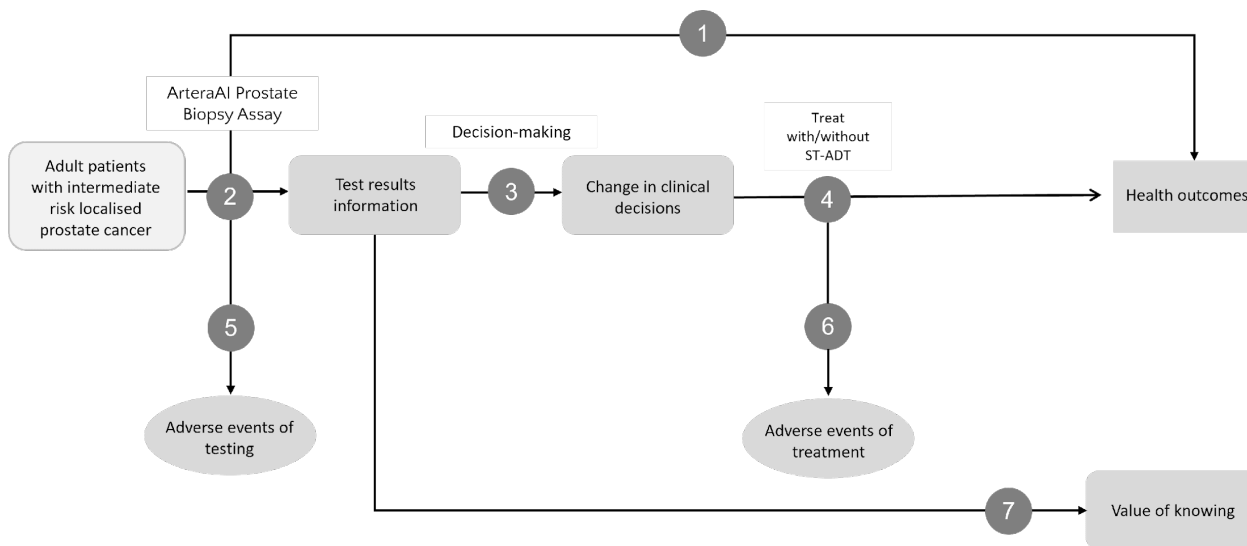 1
ArteraAI Prostate
Biopsy Assay
Decision-making
Treat
with/without
ST-ADT
Adult patients
with intermediate
risk localised
prostate cancer
2
Test results
information
3
Change in clinical
decisions
4
Health outcomes
5
6
Adverse events of
testing
Adverse events of
treatment
7
Value of knowing